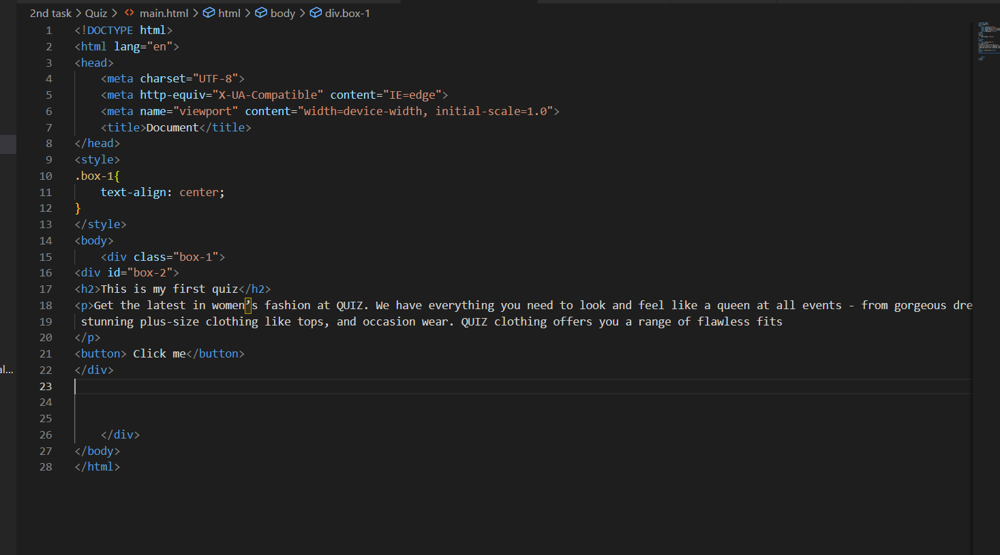 2nd task > Quiz > <> main.html > html > body > div.box-1
1 <!DOCTYPE html>
2 <html lang="en">
3 <head>
4     <meta charset="UTF-8">
5     <meta http-equiv="X-UA-Compatible" content="IE=edge">
6     <meta name="viewport" content="width=device-width, initial-scale=1.0">
7     <title>Document</title>
8 </head>
9 <style>
10 .box-1{
11     text-align: center;
12 }
13 </style>
14 <body>
15     <div class="box-1">
16 <div id="box-2">
17 <h2>This is my first quiz</h2>
18 <p>Get the latest in women’s fashion at QUIZ. We have everything you need to look and feel like a queen at all events - from gorgeous dre
19  stunning plus-size clothing like tops, and occasion wear. QUIZ clothing offers you a range of flawless fits
20 </p>
21 <button> Click me</button>
22 </div>
23
24
25
26     </div>
27 </body>
28 </html>
al...